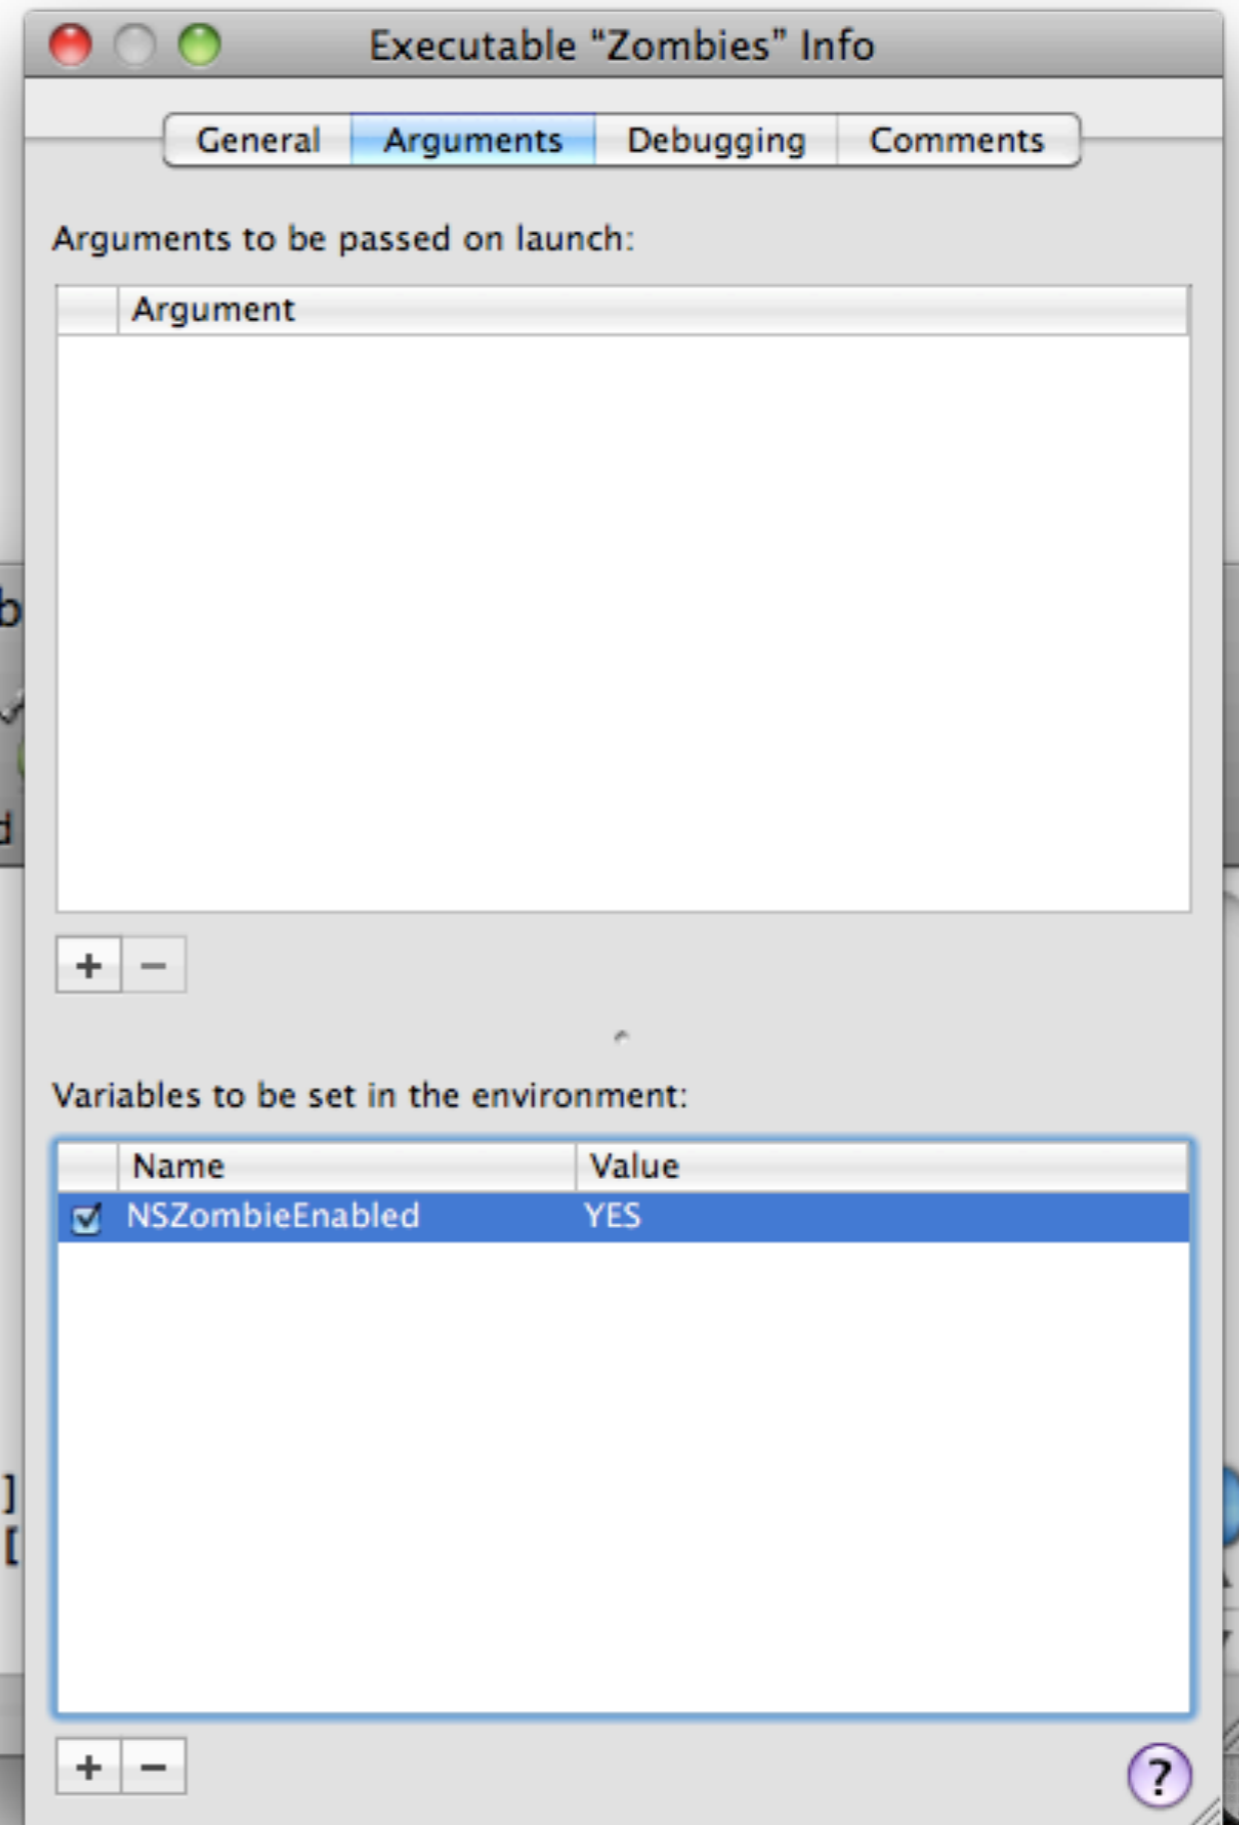 Executable “Zombies” Info
General Arguments Debugging Comments
Arguments to be passed on launch:
Argument
+ −
Variables to be set in the environment:
Name Value
NSZombieEnabled YES
+ −
?
b
d
]
[